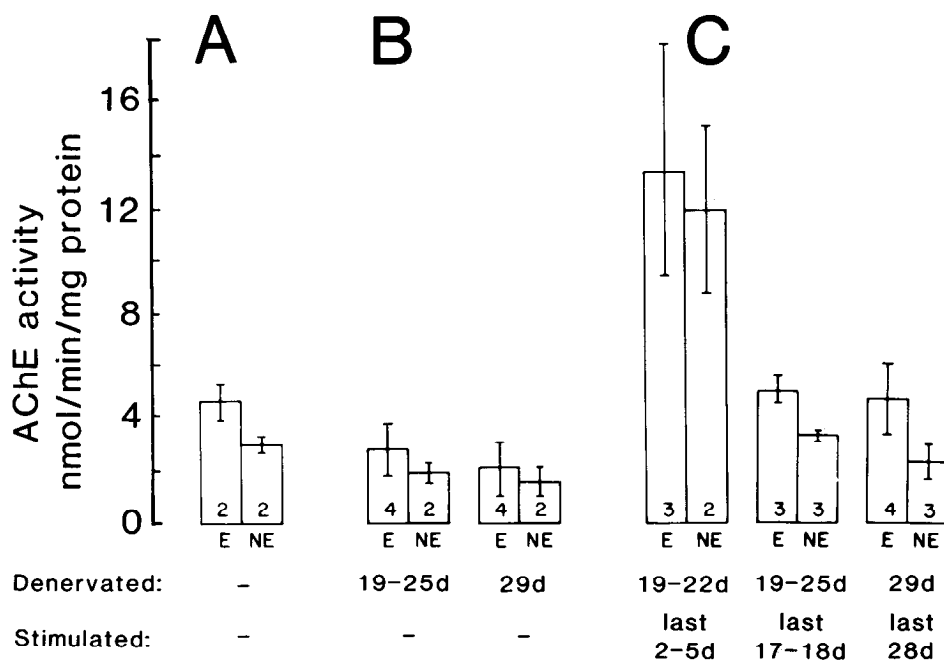 A B C
AChE activity
nmol/min/mg protein
16
12
8
4
0
2 2 4 2 4 2 3 2 3 3 4 3
E NE E NE E NE E NE E NE E NE
Denervated: – 19–25d 29d 19–22d 19–25d 29d
Stimulated: – – – last 2–5d last 17–18d last 28d